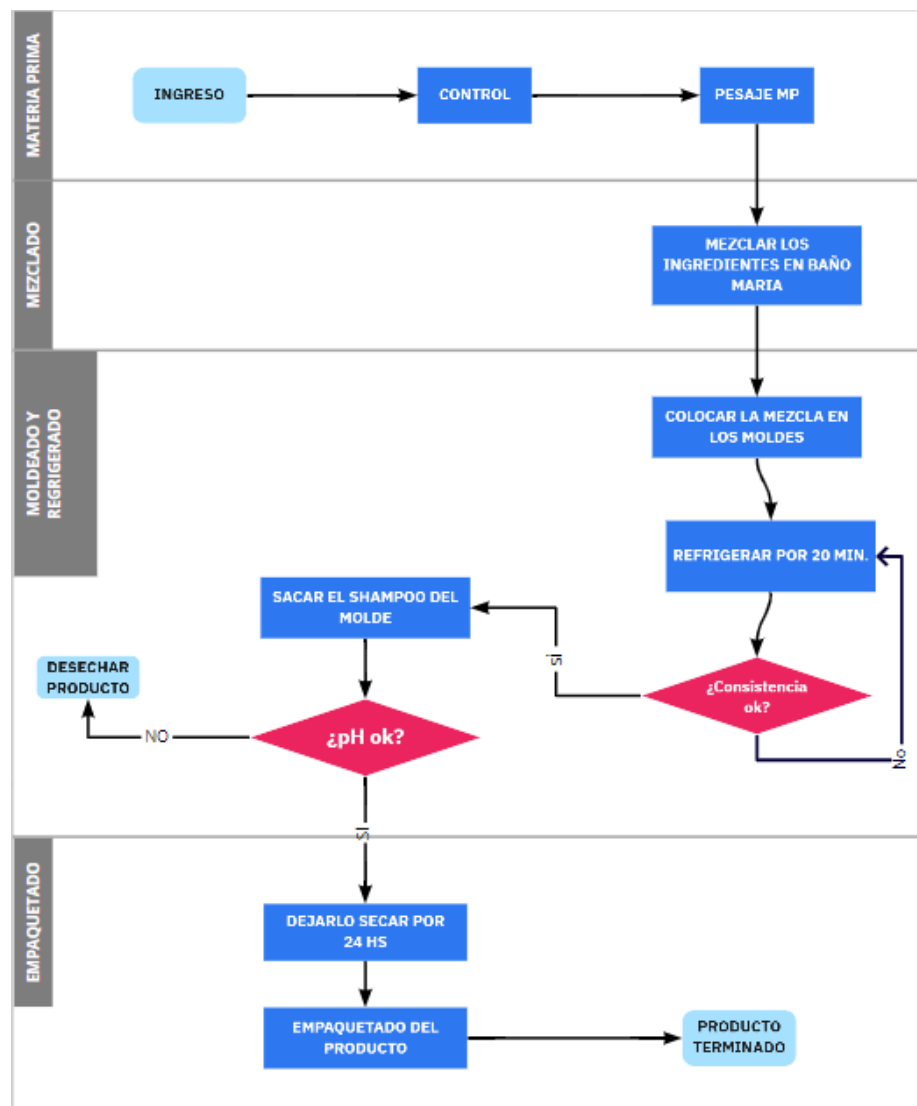 MATERIA PRIMA
INGRESO
CONTROL
PESAJE MP
MEZCLADO
MEZCLAR LOS
INGREDIENTES EN BAÑO
MARIA
MOLDEADO Y
REGRIGERADO
COLOCAR LA MEZCLA EN
LOS MOLDES
REFRIGERAR POR 20 MIN.
¿Consistencia
ok?
No
SI
SACAR EL SHAMPOO DEL
MOLDE
¿pH ok?
NO
DESECHAR
PRODUCTO
SI
EMPAQUETADO
DEJARLO SECAR POR
24 HS
EMPAQUETADO DEL
PRODUCTO
PRODUCTO
TERMINADO